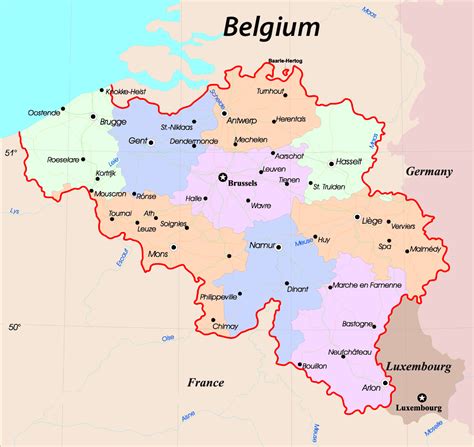 Belgium
Maas
Baarle-Hertog
Knokke-Heist
Turnhout
Schelde
Oostende
Brugge
St.-Niklaas
Antwerp
Herentals
Gent
Dendermonde
Mechelen
Maas
51°
Roeselare
Leie
Aarschat
Hasselt
Leuven
Kortrijk
Brussels
Tienen
St. Truiden
Germany
Mouscron
Ronse
Halle
Wavre
Lys
Tournai
Ath
Leuze
Soignies
Liège
Verviers
Escaut
Mons
Namur
Meuse
Huy
Spa
Malmédy
Dinant
Marche en Famenne
Philippeville
50°
Chimay
Bastogne
Oise
Neufchâteau
Bouillon
Luxembourg
France
Arlon
Luxembourg
Aisne
Meuse
Moselle